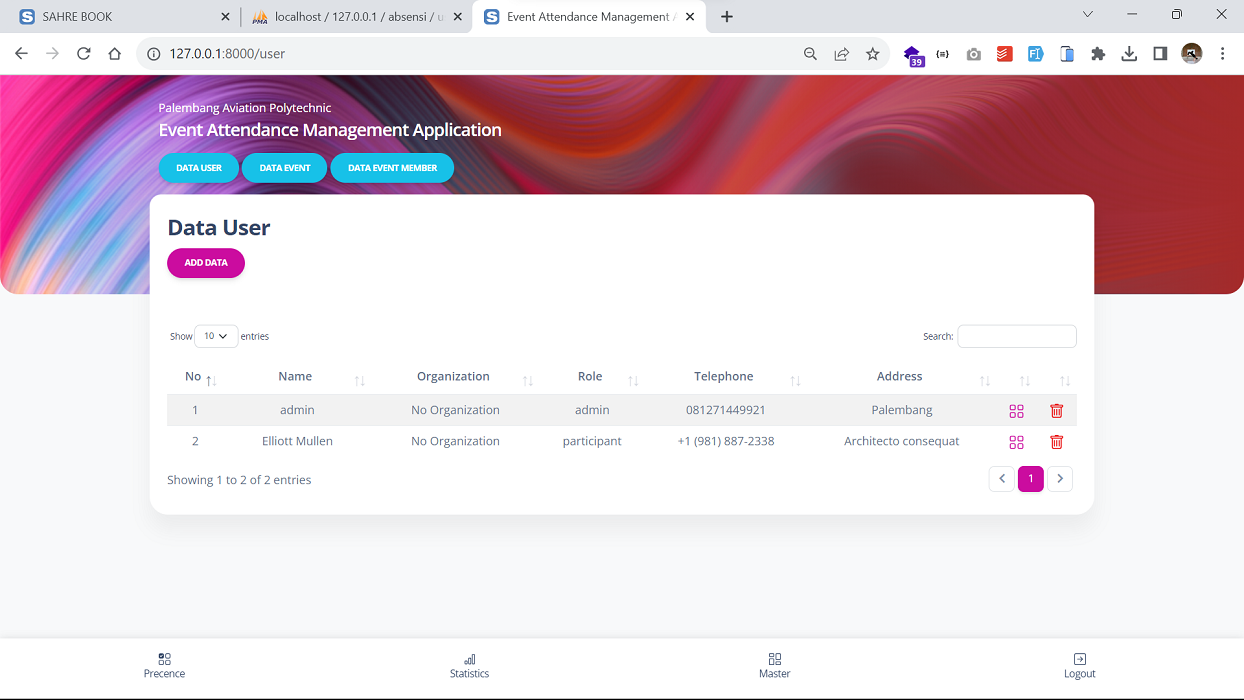 SAHRE BOOK
localhost / 127.0.0.1 / absensi / u
Event Attendance Management A
127.0.0.1:8000/user
39
Palembang Aviation Polytechnic
Event Attendance Management Application
DATA USER DATA EVENT DATA EVENT MEMBER
Data User
ADD DATA
Show 10 entries Search:
No Name Organization Role Telephone Address
1 admin No Organization admin 081271449921 Palembang
2 Elliott Mullen No Organization participant +1 (981) 887-2338 Architecto consequat
Showing 1 to 2 of 2 entries 1
Precence Statistics Master Logout